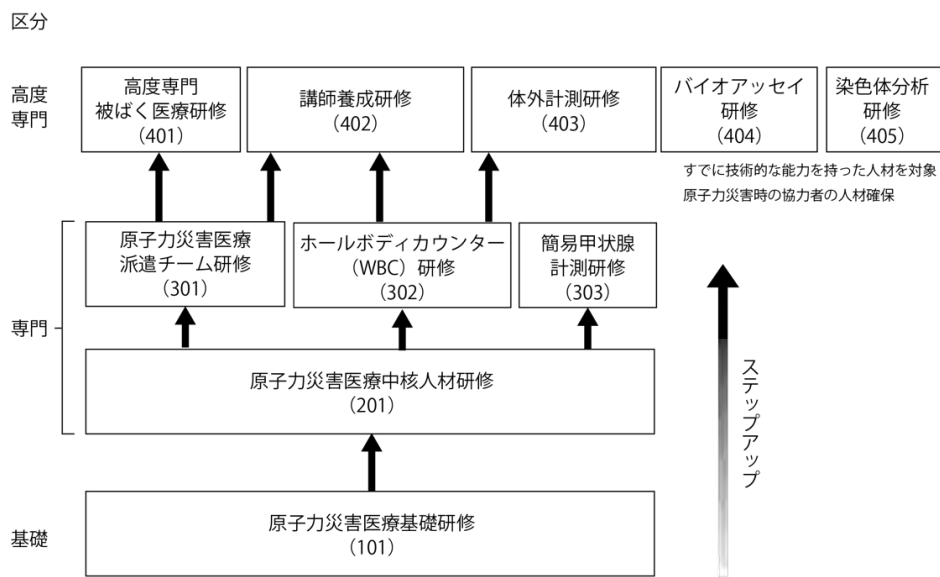 区分
高度
専門
高度専門
被ばく医療研修
（401）
講師養成研修
（402）
体外計測研修
（403）
バイオアッセイ
研修
（404）
染色体分析
研修
（405）
すでに技術的な能力を持った人材を対象
原子力災害時の協力者の人材確保
専門
原子力災害医療
派遣チーム研修
（301）
ホールボディカウンター
（WBC）研修
（302）
簡易甲状腺
計測研修
（303）
原子力災害医療中核人材研修
（201）
ステップアップ
基礎
原子力災害医療基礎研修
（101）